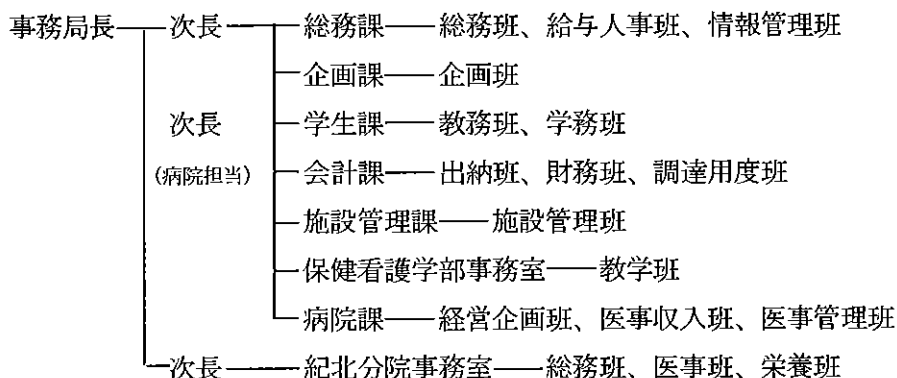 事務局長――次長――総務課――総務班、給与人事班、情報管理班
企画課――企画班
次長 学生課――教務班、学務班
(病院担当) 会計課――出納班、財務班、調達用度班
施設管理課――施設管理班
保健看護学部事務室――教学班
病院課――経営企画班、医事収入班、医事管理班
次長――紀北分院事務室――総務班、医事班、栄養班